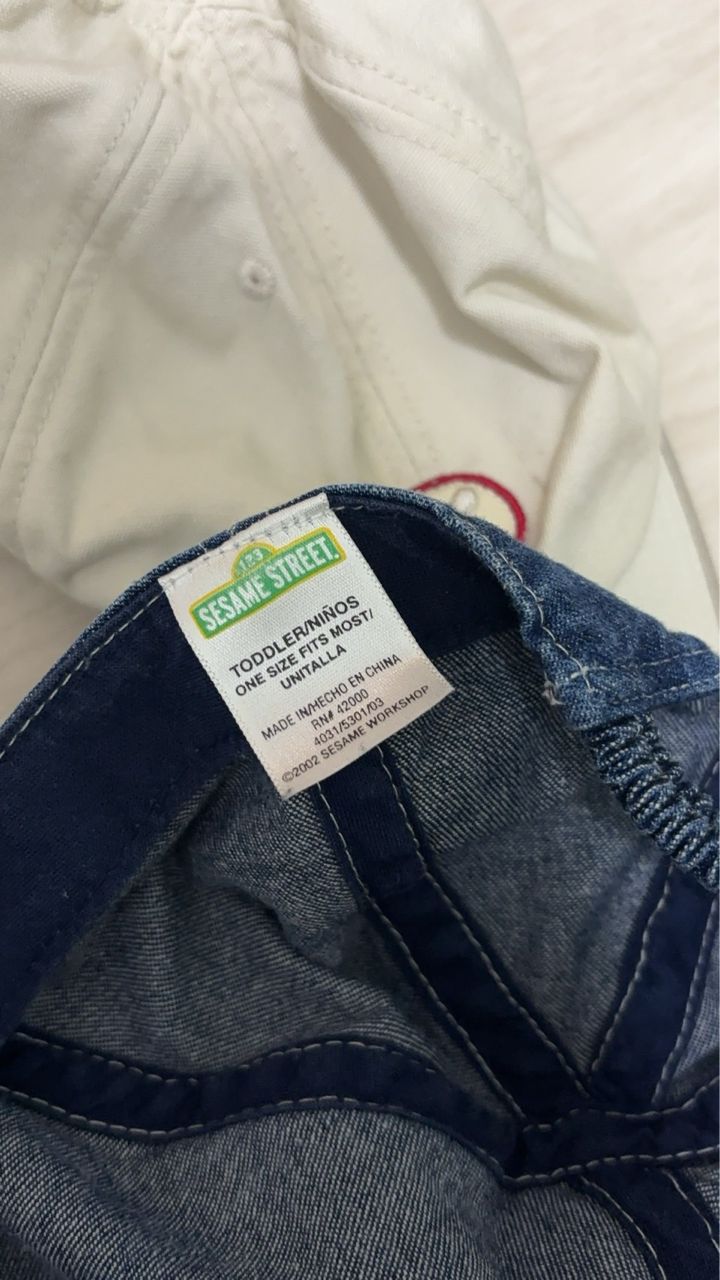 123
SESAME STREET.
TODDLER/NIÑOS
ONE SIZE FITS MOST/
UNITALLA
MADE IN/HECHO EN CHINA
RN# 42000
4031/5301/03
©2002 SESAME WORKSHOP